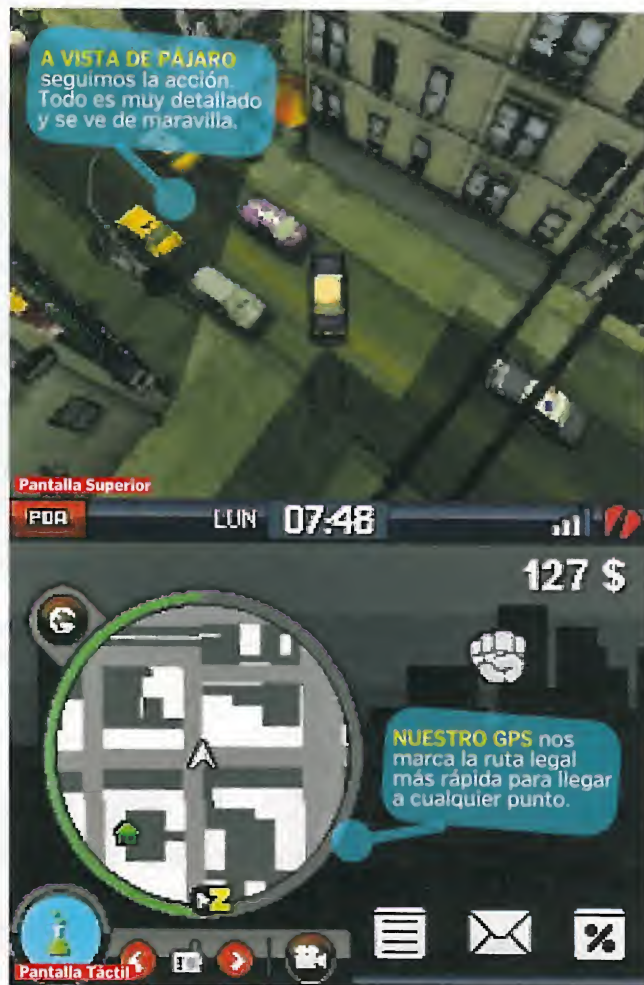 A VISTA DE PÁJARO
seguimos la acción.
Todo es muy detallado
y se ve de maravilla.
Pantalla Superior
PDA
LUN 07:48
127 $
G
NUESTRO GPS nos
marca la ruta legal
más rápida para llegar
a cualquier punto.
Z
%
Pantalla Táctil